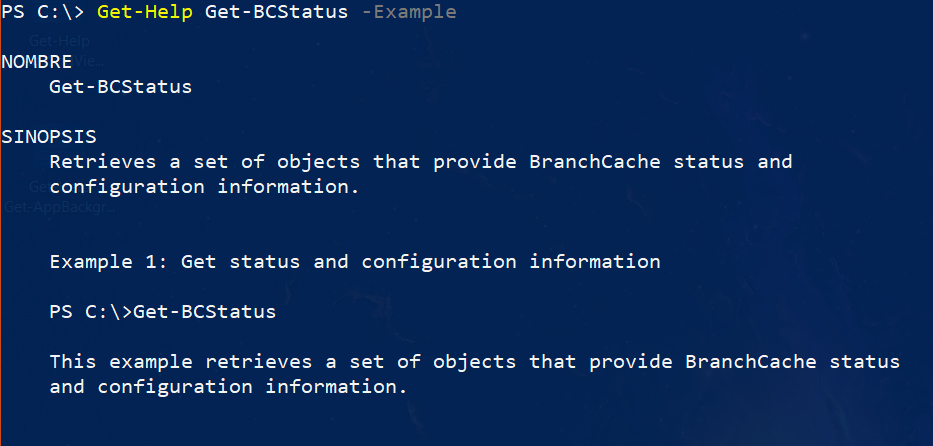 PS C:\> Get-Help Get-BCStatus -Example
NOMBRE
Get-BCStatus
SINOPSIS
Retrieves a set of objects that provide BranchCache status and
configuration information.
Example 1: Get status and configuration information
PS C:\>Get-BCStatus
This example retrieves a set of objects that provide BranchCache status
and configuration information.